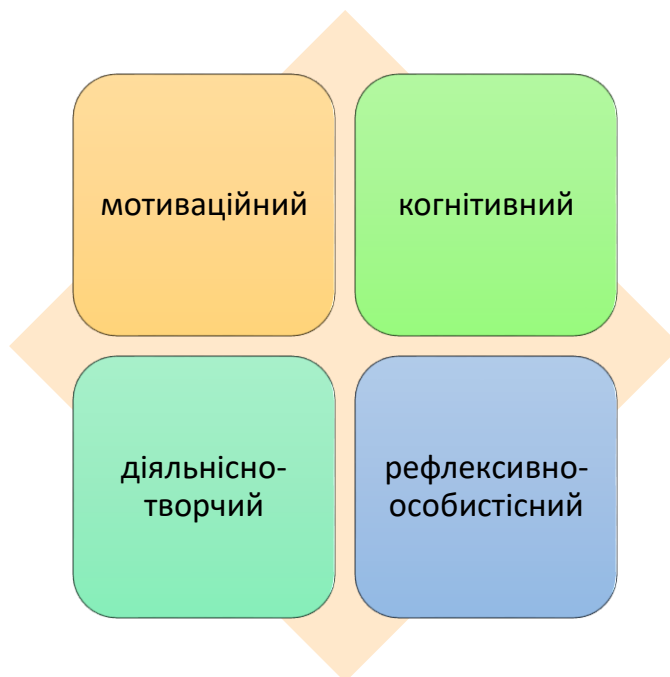 мотиваційний
когнітивний
діяльнісно-
творчий
рефлексивно-
особистісний